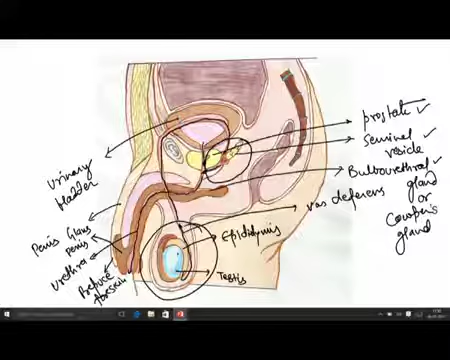 prostate ✓
Seminal ✓
vesicle
Bulbourethral ✓
gland
or
Cowper's
gland
vas deferens
Epididymis
Testis
Urinary
bladder
Penis
Glans
penis
Urethra
foreskin